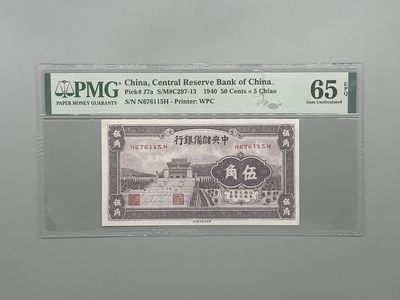 PMG
PAPER MONEY GUARANTY
China, Central Reserve Bank of China
Pick# J7a S/M#C297-13 1940 50 Cents = 5 Chiao
S/N N676115H - Printer: WPC
65 EPQ
Gem Uncirculated
伍角
伍角
行銀備儲央中
N676115H
N676115H
角伍
伍角
伍角